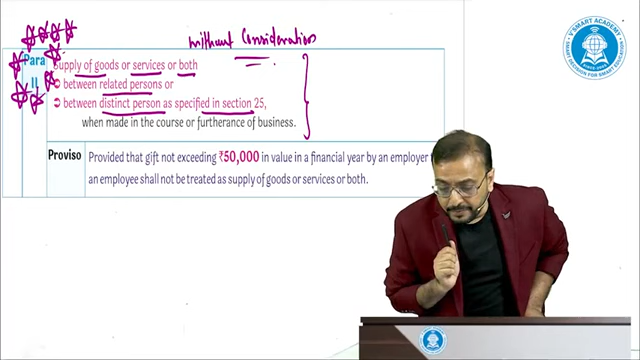 without Consideration
V'SMART ACADEMY
Para
II
Supply of goods or services or both
➲ between related persons or
➲ between distinct person as specified in section 25,
when made in the course or furtherance of business.
Proviso
Provided that gift not exceeding ₹50,000 in value in a financial year by an employer
an employee shall not be treated as supply of goods or services or both.